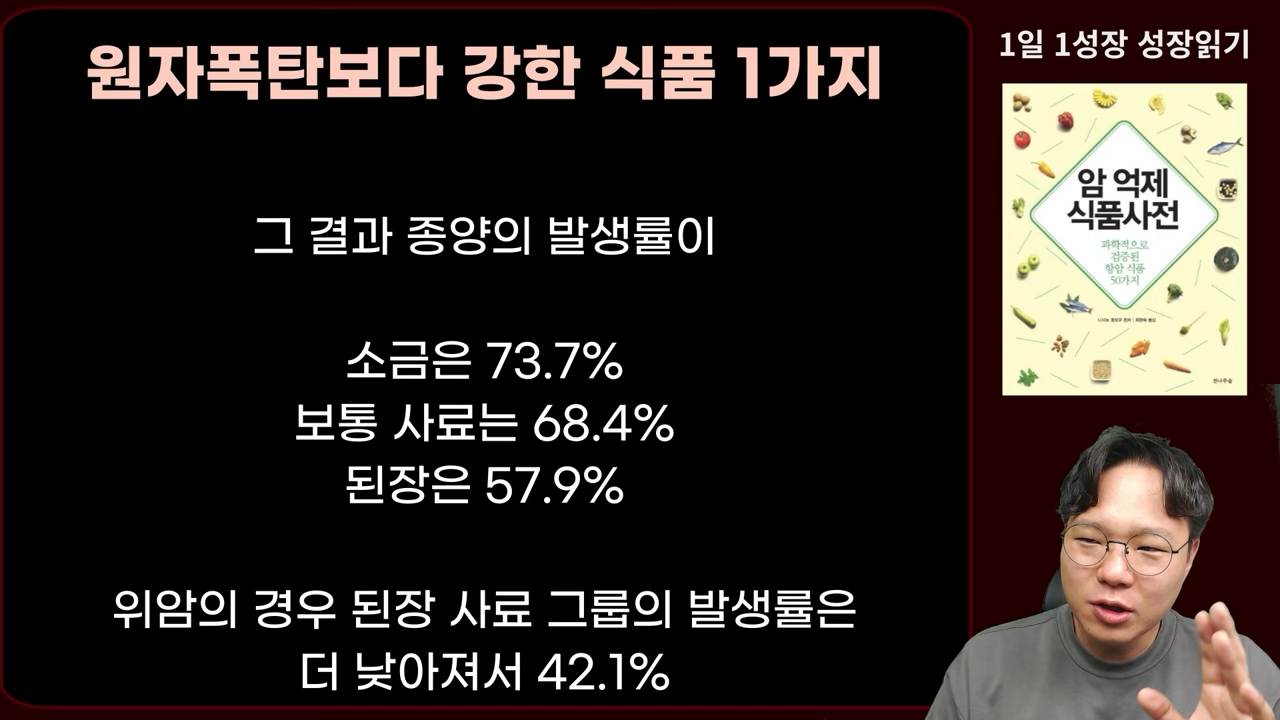 원자폭탄보다 강한 식품 1가지
그 결과 종양의 발생률이
소금은 73.7%
보통 사료는 68.4%
된장은 57.9%
위암의 경우 된장 사료 그룹의 발생률은
더 낮아져서 42.1%
1일 1성장 성장읽기
암 억제
식품사전
과학적으로
검증된
항암 식품
50가지
전나무숲